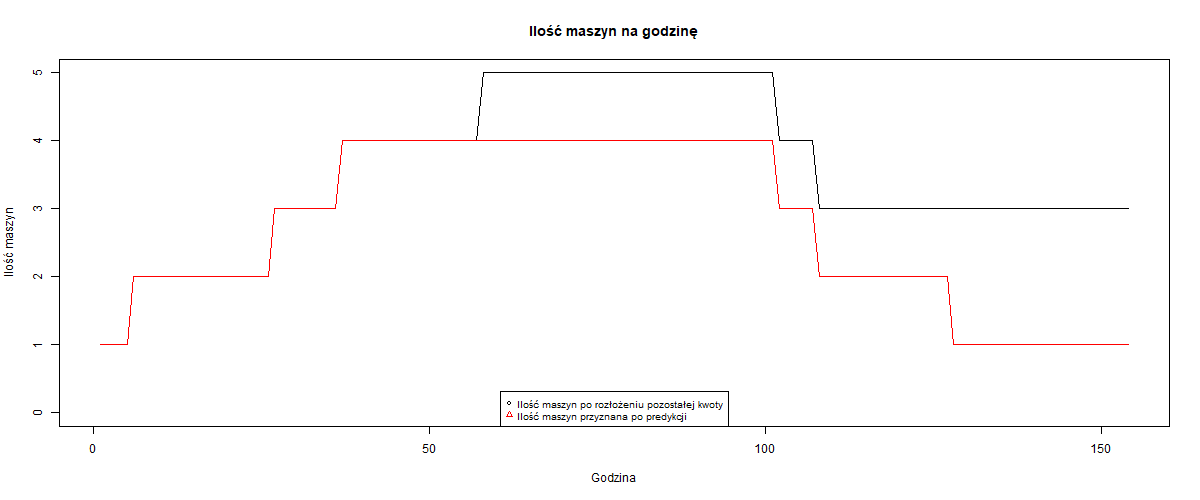 Ilość maszyn na godzinę
Ilość maszyn
5
4
3
2
1
0
Ilość maszyn po rozłożeniu pozostałej kwoty
Ilość maszyn przyznana po predykcji
0 50 100 150
Godzina